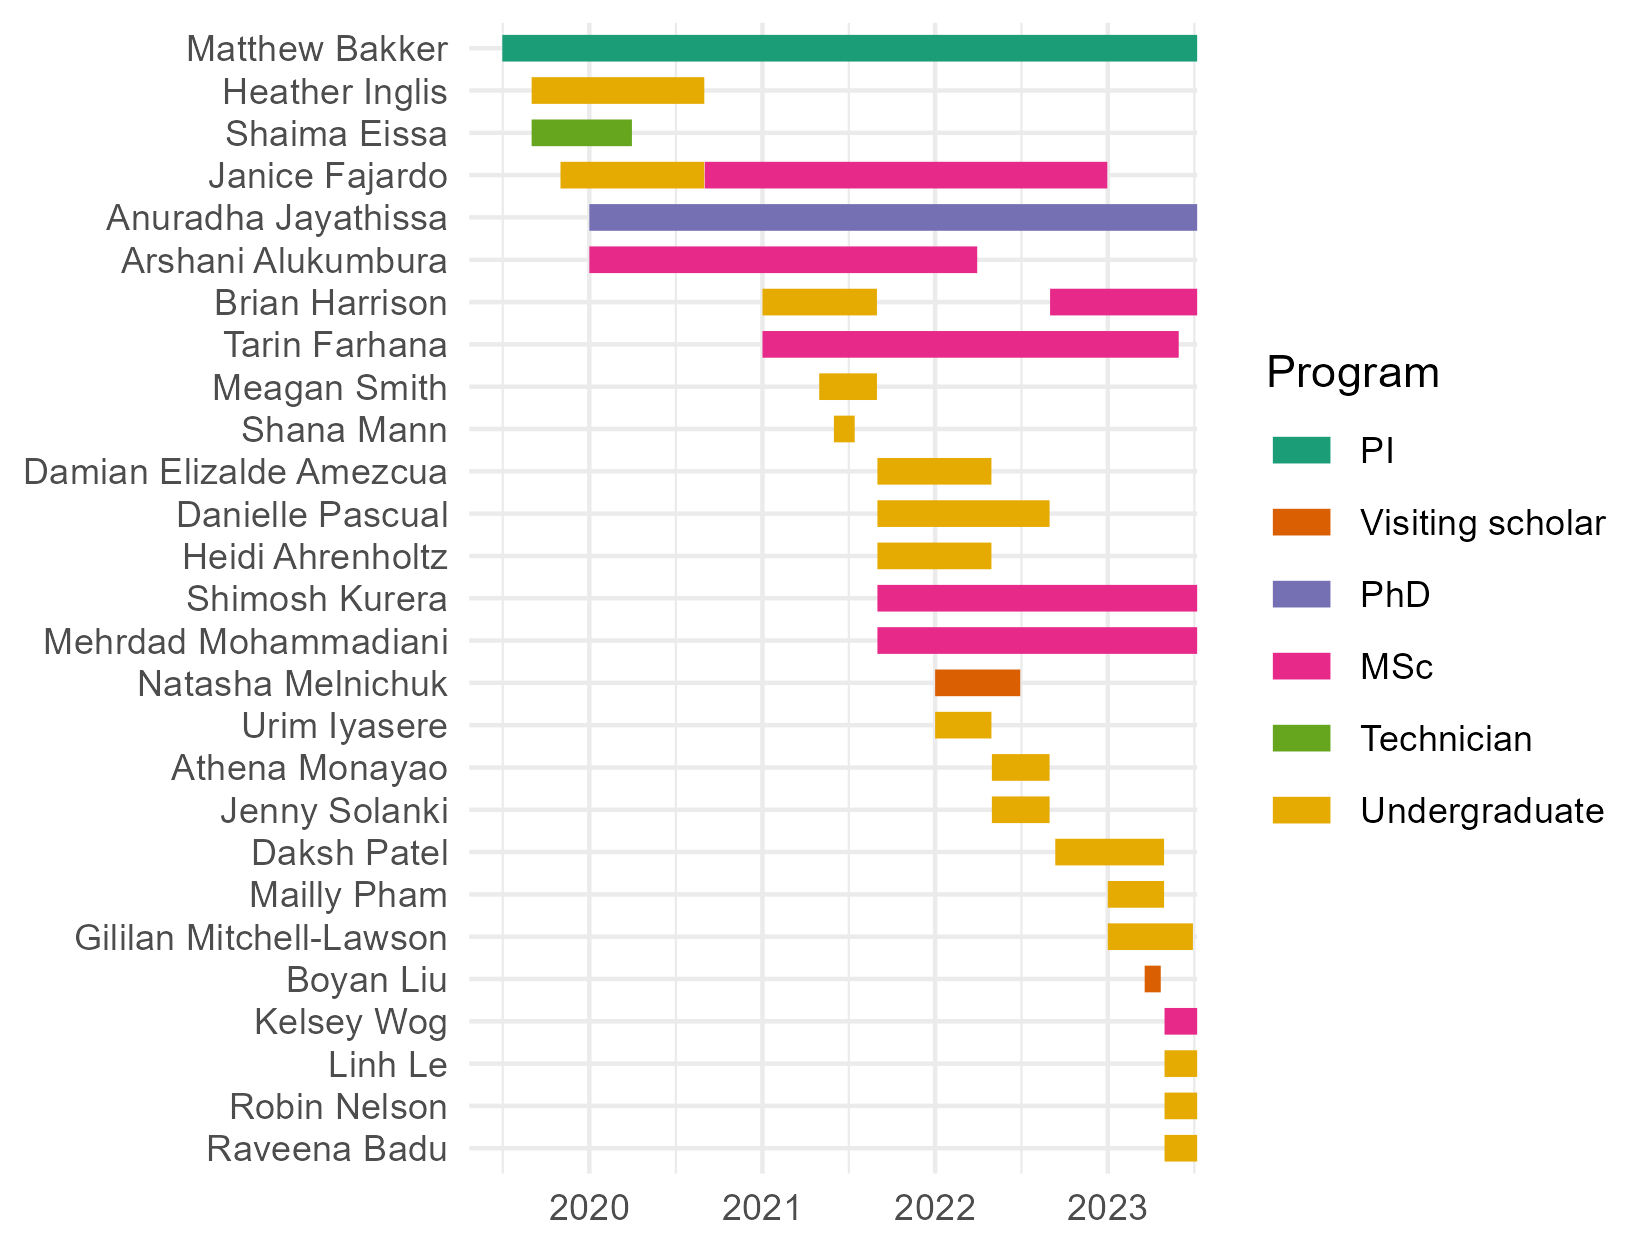 Matthew Bakker
Heather Inglis
Shaima Eissa
Janice Fajardo
Anuradha Jayathissa
Arshani Alukumbura
Brian Harrison
Tarin Farhana
Meagan Smith
Shana Mann
Damian Elizalde Amezcua
Danielle Pascual
Heidi Ahrenholtz
Shimosh Kurera
Mehrdad Mohammadiani
Natasha Melnichuk
Urim Iyasere
Athena Monayao
Jenny Solanki
Daksh Patel
Mailly Pham
Gililan Mitchell-Lawson
Boyan Liu
Kelsey Wog
Linh Le
Robin Nelson
Raveena Badu
2020 2021 2022 2023
Program
PI
Visiting scholar
PhD
MSc
Technician
Undergraduate